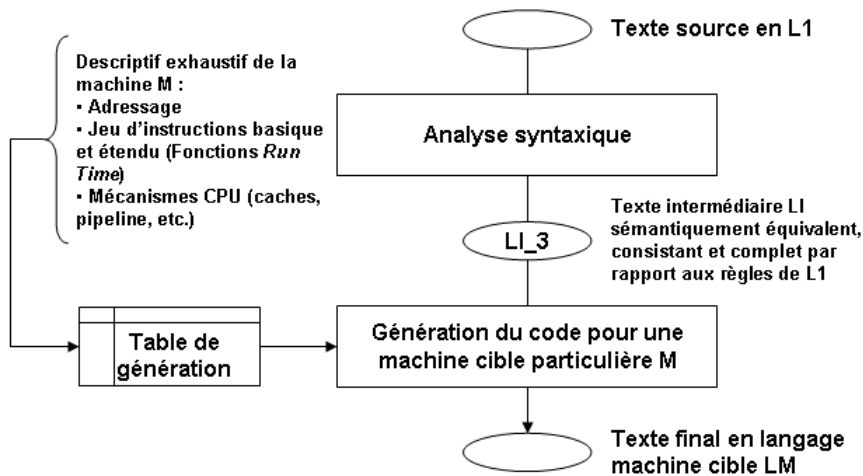 Texte source en L1
Descriptif exhaustif de la
machine M :
▪ Adressage
▪ Jeu d'instructions basique
et étendu (Fonctions Run
Time)
▪ Mécanismes CPU (caches,
pipeline, etc.)
Analyse syntaxique
LI_3
Texte intermédiaire LI
sémantiquement équivalent,
consistant et complet par
rapport aux règles de L1
Table de
génération
Génération du code pour une
machine cible particulière M
Texte final en langage
machine cible LM